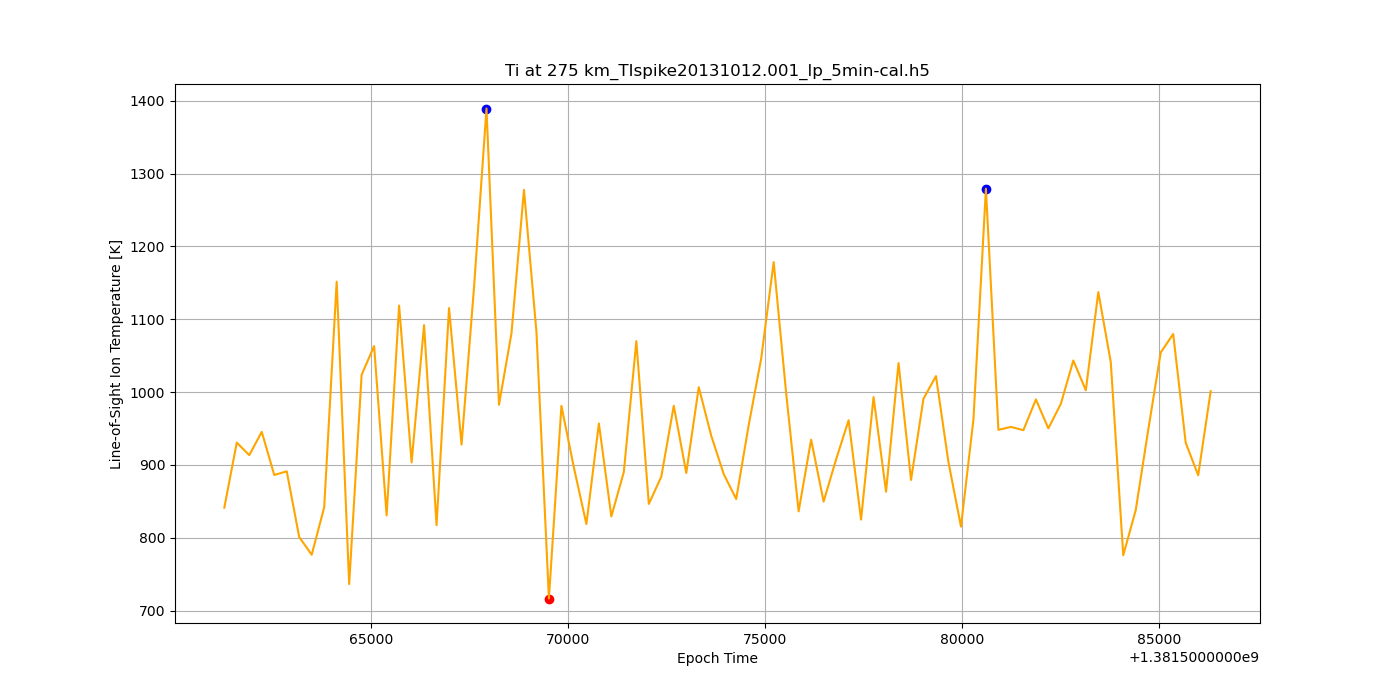 Ti at 275 km_TIspike20131012.001_lp_5min-cal.h5
Line-of-Sight Ion Temperature [K]
1400
1300
1200
1100
1000
900
800
700
65000 70000 75000 80000 85000
Epoch Time
+1.3815000000e9